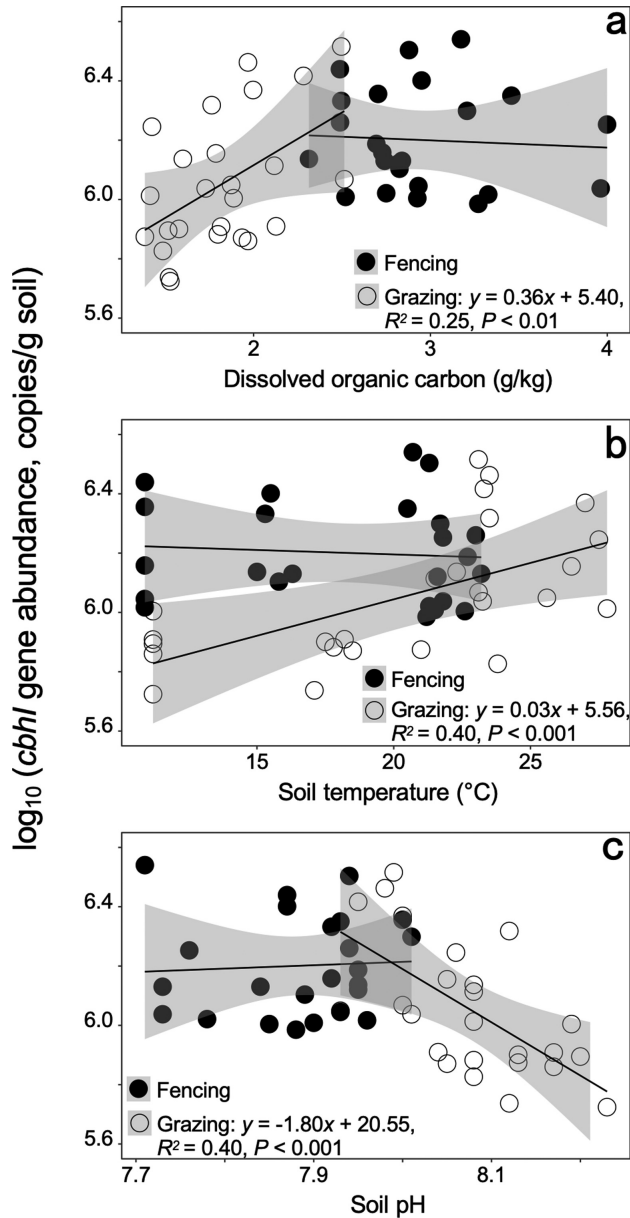 log10 (cbhI gene abundance, copies/g soil)
a
6.4
6.0
5.6
Fencing
Grazing: y = 0.36x + 5.40,
R² = 0.25, P < 0.01
2 3 4
Dissolved organic carbon (g/kg)
b
6.4
6.0
5.6
Fencing
Grazing: y = 0.03x + 5.56,
R² = 0.40, P < 0.001
15 20 25
Soil temperature (°C)
c
6.4
6.0
5.6
Fencing
Grazing: y = -1.80x + 20.55,
R² = 0.40, P < 0.001
7.7 7.9 8.1
Soil pH